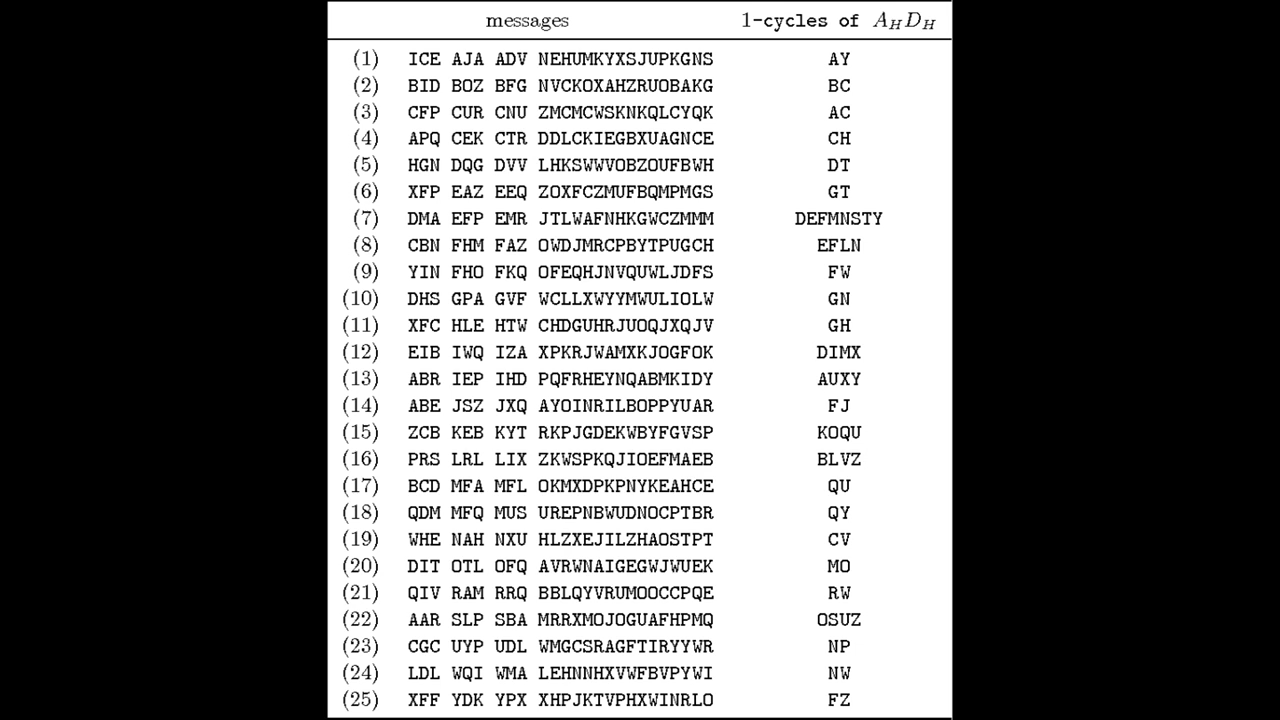 messages 1-cycles of A_H D_H
(1) ICE AJA ADV NEHUMKYXSJUPKGNS AY
(2) BID BOZ BFG NVCKOXAHZRUOBAKG BC
(3) CFP CUR CNU ZMCMCWSKNKQLCYQK AC
(4) APQ CEK CTR DDLCKIEGBXUAGNCE CH
(5) HGN DQG DVV LHKSWWVOBZOUFBWH DT
(6) XFP EAZ EEQ ZOXFCZMUFBQMPMGS GT
(7) DMA EFP EMR JTLWAFNHKGWCZMMM DEFMNSTY
(8) CBN FHM FAZ OWDJMRCPBYTPUGCH EFLN
(9) YIN FHO FKQ OFEQHJNVQUWLJDFS FW
(10) DHS GPA GVF WCLLXWYYMWULIOLW GN
(11) XFC HLE HTW CHDGUHRJUOQJXQJV GH
(12) EIB IWQ IZA XPKRJWAMXKJOGFOK DIMX
(13) ABR IEP IHD PQFRHEYNQABMKIDY AUXY
(14) ABE JSZ JXQ AYOINRILBOPPYUAR FJ
(15) ZCB KEB KYT RKPJGDEKWBYFGVSP KOQU
(16) PRS LRL LIX ZKWSPKQJIOEFMAEB BLVZ
(17) BCD MFA MFL OKMXDPKPNYKEAHCE QU
(18) QDM MFQ MUS UREPNBWUDNOCPTBR QY
(19) WHE NAH NXU HLZXEJILZHAOSTPT CV
(20) DIT OTL OFQ AVRWNAIGEGWJWUEK MO
(21) QIV RAM RRQ BBLQYVRUMOOCCPQE RW
(22) AAR SLP SBA MRRXMOJOGUAFHPMQ OSUZ
(23) CGC UYP UDL WMGCSRAGFTIRYYWR NP
(24) LDL WQI WMA LEHNNHXVWFBVPYWI NW
(25) XFF YDK YPX XHPJKTVPHXWINRLO FZ